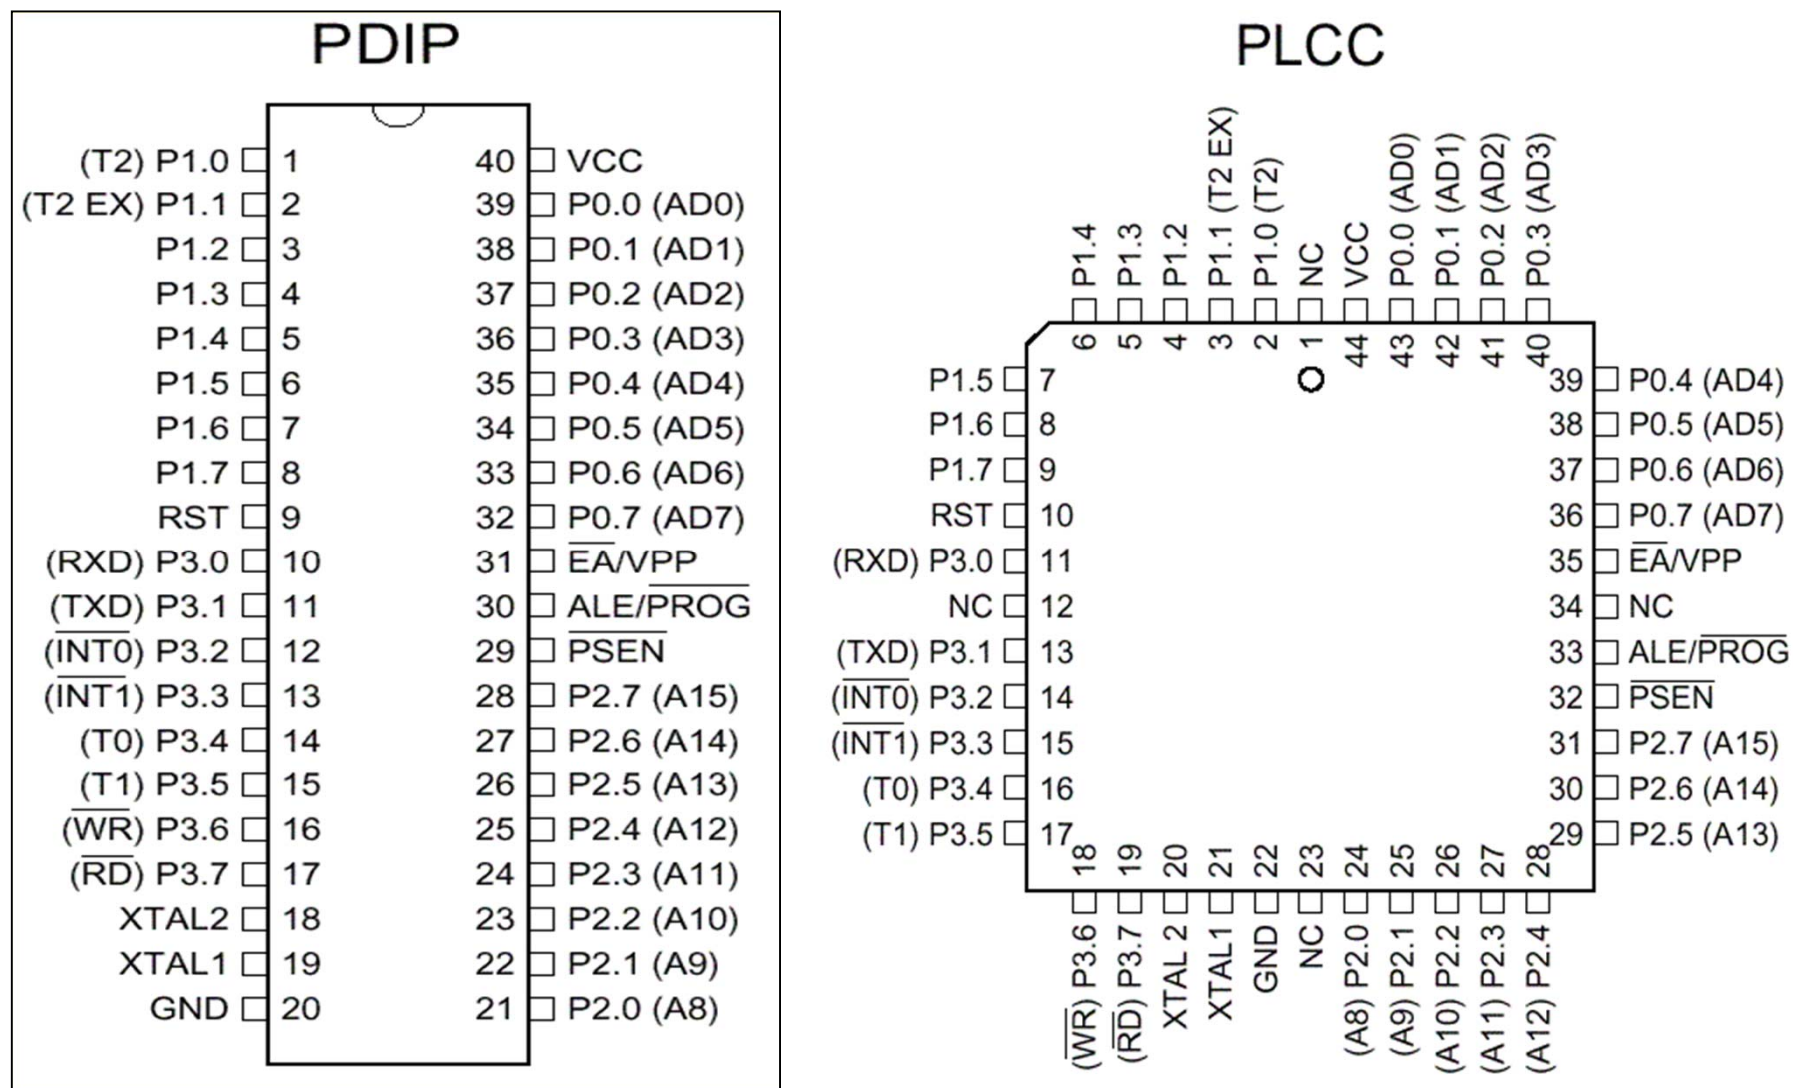 PDIP
(T2) P1.0 1 40 VCC
(T2 EX) P1.1 2 39 P0.0 (AD0)
P1.2 3 38 P0.1 (AD1)
P1.3 4 37 P0.2 (AD2)
P1.4 5 36 P0.3 (AD3)
P1.5 6 35 P0.4 (AD4)
P1.6 7 34 P0.5 (AD5)
P1.7 8 33 P0.6 (AD6)
RST 9 32 P0.7 (AD7)
(RXD) P3.0 10 31 EA/VPP
(TXD) P3.1 11 30 ALE/PROG
(INT0) P3.2 12 29 PSEN
(INT1) P3.3 13 28 P2.7 (A15)
(T0) P3.4 14 27 P2.6 (A14)
(T1) P3.5 15 26 P2.5 (A13)
(WR) P3.6 16 25 P2.4 (A12)
(RD) P3.7 17 24 P2.3 (A11)
XTAL2 18 23 P2.2 (A10)
XTAL1 19 22 P2.1 (A9)
GND 20 21 P2.0 (A8)
PLCC
P1.4
P1.3
P1.2
P1.1 (T2 EX)
P1.0 (T2)
NC
VCC
P0.0 (AD0)
P0.1 (AD1)
P0.2 (AD2)
P0.3 (AD3)
6 5 4 3 2 1 44 43 42 41 40
P1.5 7 39 P0.4 (AD4)
P1.6 8 38 P0.5 (AD5)
P1.7 9 37 P0.6 (AD6)
RST 10 36 P0.7 (AD7)
(RXD) P3.0 11 35 EA/VPP
NC 12 34 NC
(TXD) P3.1 13 33 ALE/PROG
(INT0) P3.2 14 32 PSEN
(INT1) P3.3 15 31 P2.7 (A15)
(T0) P3.4 16 30 P2.6 (A14)
(T1) P3.5 17 29 P2.5 (A13)
18 19 20 21 22 23 24 25 26 27 28
(WR) P3.6
(RD) P3.7
XTAL 2
XTAL1
GND
NC
(A8) P2.0
(A9) P2.1
(A10) P2.2
(A11) P2.3
(A12) P2.4